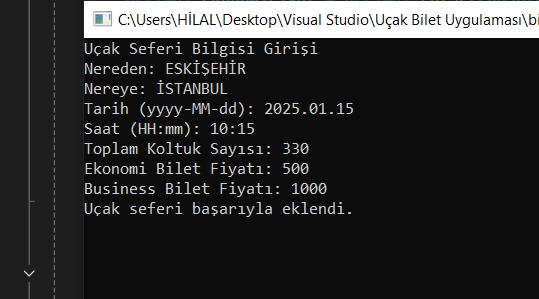 C:\Users\HİLAL\Desktop\Visual Studio\Uçak Bilet Uygulaması\bi
Uçak Seferi Bilgisi Girişi
Nereden: ESKİŞEHİR
Nereye: İSTANBUL
Tarih (yyyy-MM-dd): 2025.01.15
Saat (HH:mm): 10:15
Toplam Koltuk Sayısı: 330
Ekonomi Bilet Fiyatı: 500
Business Bilet Fiyatı: 1000
Uçak seferi başarıyla eklendi.